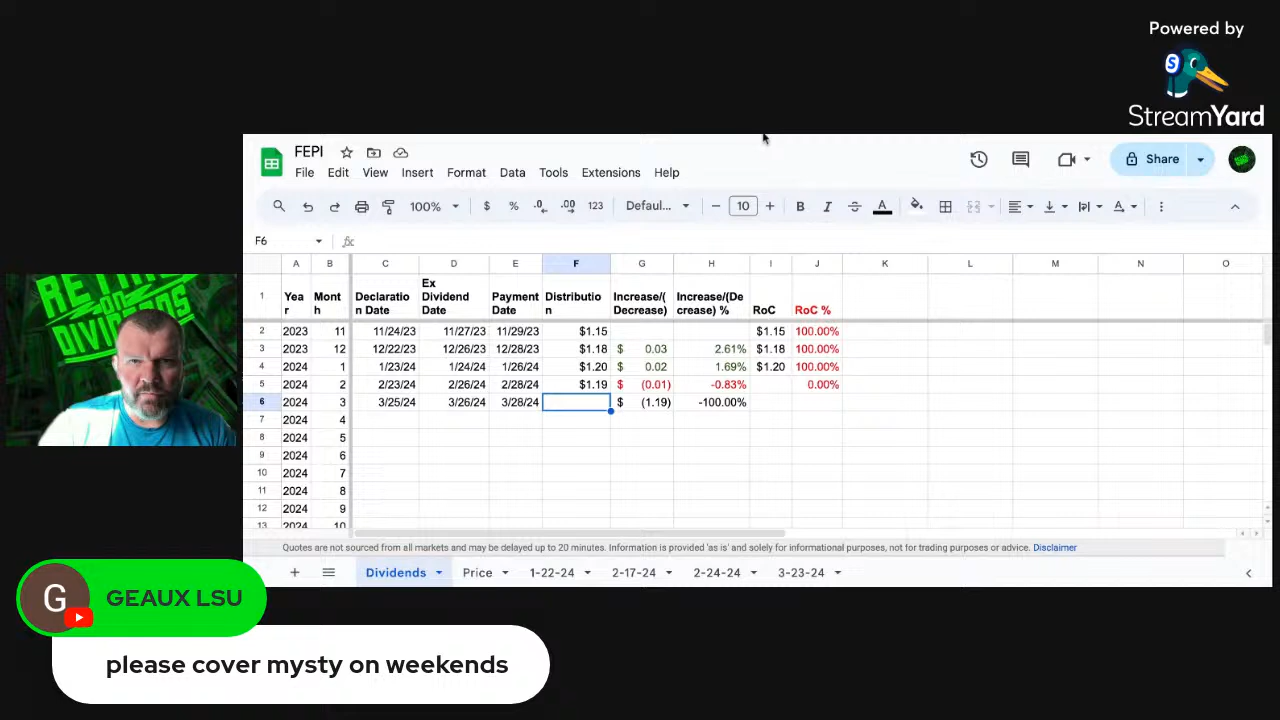 Powered by
StreamYard
FEPI
File Edit View Insert Format Data Tools Extensions Help
Share
100% $ % .0 .00 123 Defaul... 10 B I A
F6 fx
A B C D E F G H I J K L M N O
1 Yea r Mont h Declaratio n Date Ex Dividend Date Payment Date Distributio n Increase/( Decrease) Increase/(De crease) % RoC RoC %
2 2023 11 11/24/23 11/27/23 11/29/23 $1.15 $1.15 100.00%
3 2023 12 12/22/23 12/26/23 12/28/23 $1.18 $ 0.03 2.61% $1.18 100.00%
4 2024 1 1/23/24 1/24/24 1/26/24 $1.20 $ 0.02 1.69% $1.20 100.00%
5 2024 2 2/23/24 2/26/24 2/28/24 $1.19 $ (0.01) -0.83% 0.00%
6 2024 3 3/25/24 3/26/24 3/28/24 $ (1.19) -100.00%
7 2024 4
8 2024 5
9 2024 6
10 2024 7
11 2024 8
12 2024 9
13 2024 10
Quotes are not sourced from all markets and may be delayed up to 20 minutes. Information is provided 'as is' and solely for informational purposes, not for trading purposes or advice. Disclaimer
Dividends Price 1-22-24 2-17-24 2-24-24 3-23-24
DIVIDENDS
G GEAUX LSU
please cover mysty on weekends